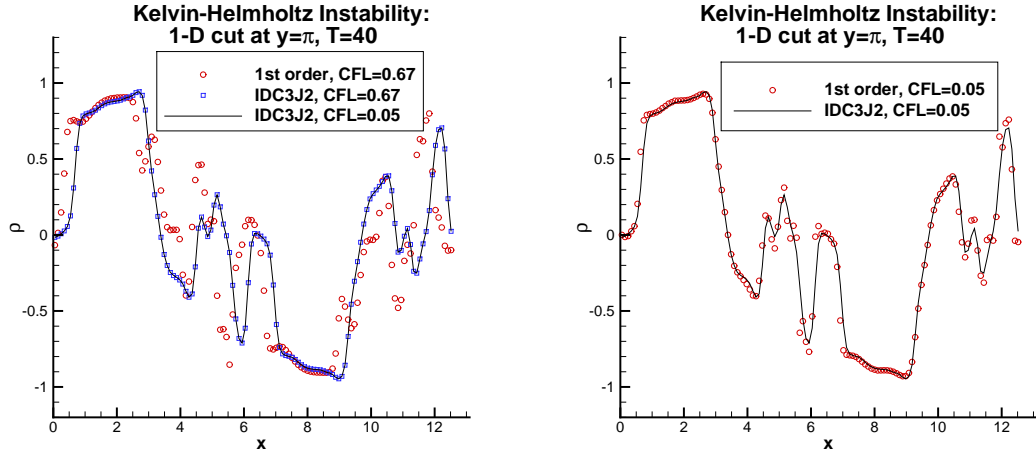 Kelvin-Helmholtz Instability:
1-D cut at y=π, T=40
1st order, CFL=0.67
IDC3J2, CFL=0.67
IDC3J2, CFL=0.05
1
0.5
0
-0.5
-1
ρ
0 2 4 6 8 10 12
x
Kelvin-Helmholtz Instability:
1-D cut at y=π, T=40
1st order, CFL=0.05
IDC3J2, CFL=0.05
1
0.5
0
-0.5
-1
ρ
0 2 4 6 8 10 12
x